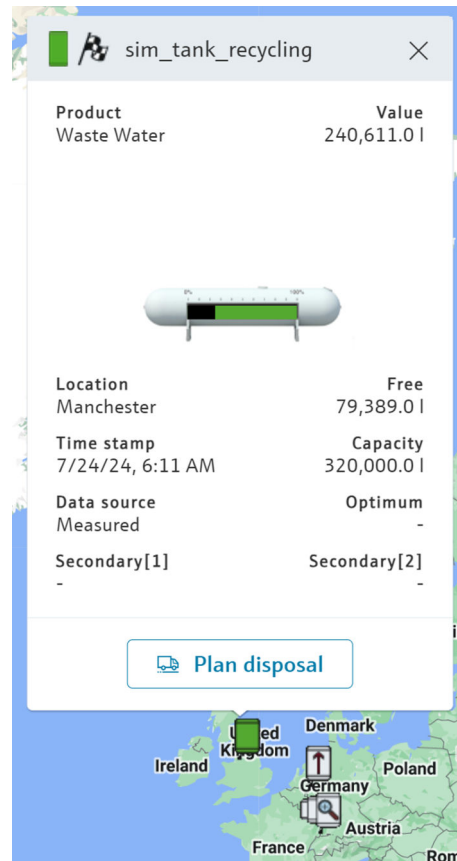 sim_tank_recycling
Product Value
Waste Water 240,611.0 l
0% 100%
Location Free
Manchester 79,389.0 l
Time stamp Capacity
7/24/24, 6:11 AM 320,000.0 l
Data source Optimum
Measured -
Secondary[1] Secondary[2]
- -
Plan disposal
Denmark
Ireland
Poland
Germany
Austria
France